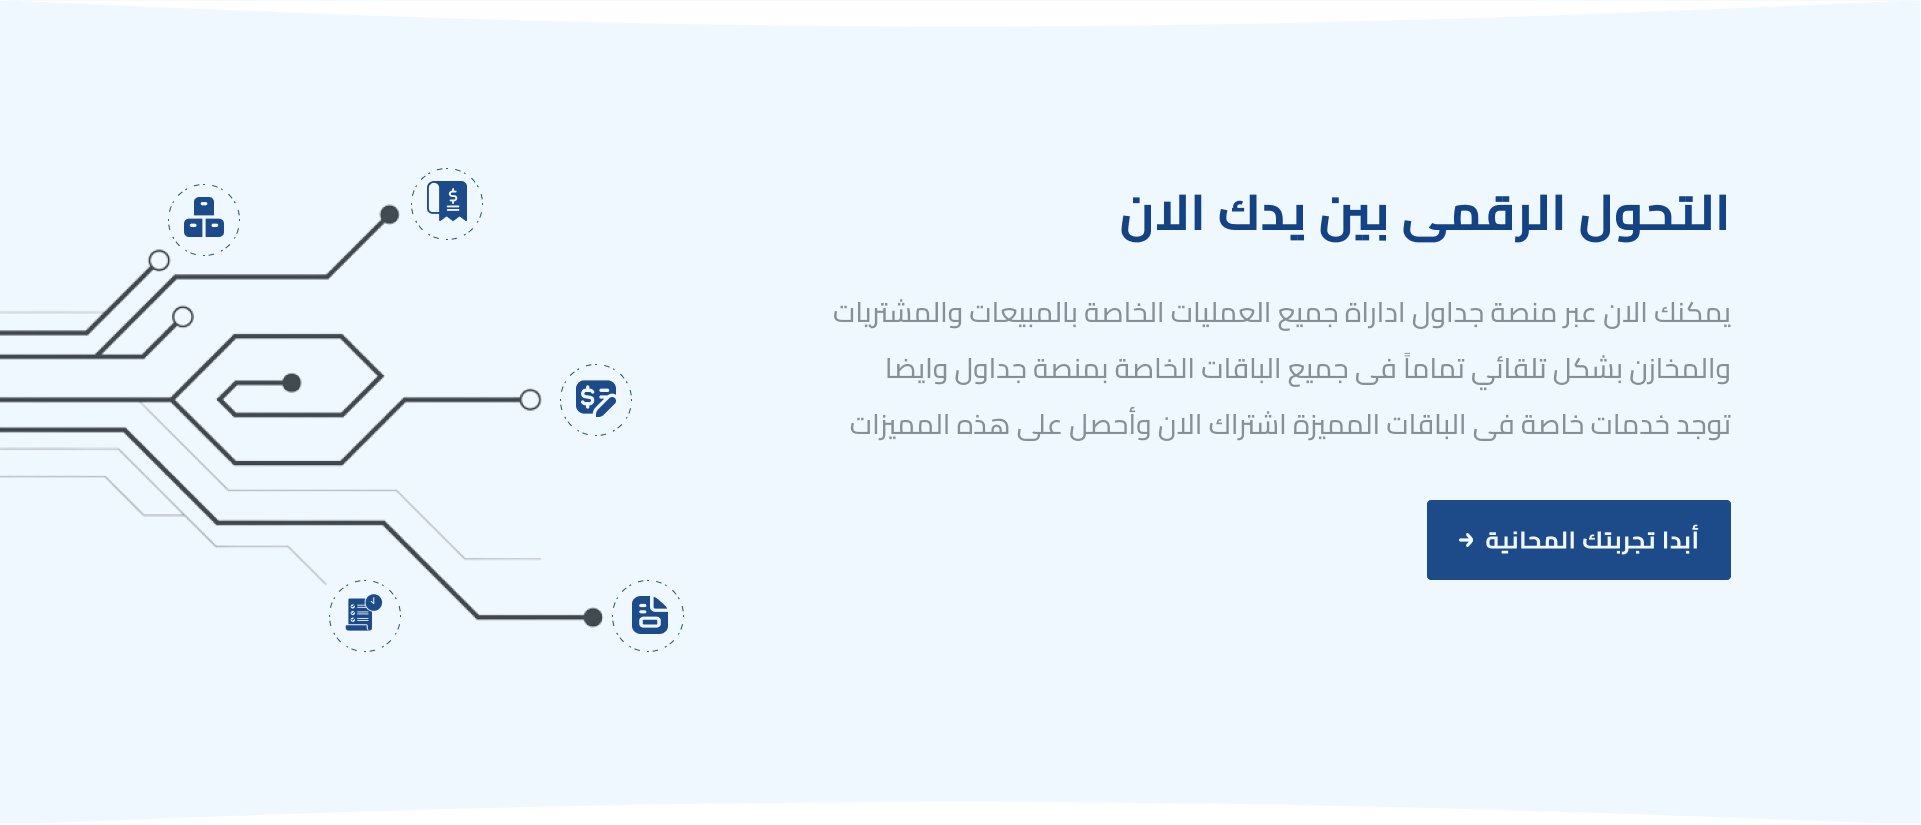 التحول الرقمى بين يدك الان
يمكنك الان عبر منصة جداول اداراة جميع العمليات الخاصة بالمبيعات والمشتريات
والمخازن بشكل تلقائي تماماً فى جميع الباقات الخاصة بمنصة جداول وايضا
توجد خدمات خاصة فى الباقات المميزة اشتراك الان وأحصل على هذه المميزات
أبدا تجربتك المحانية